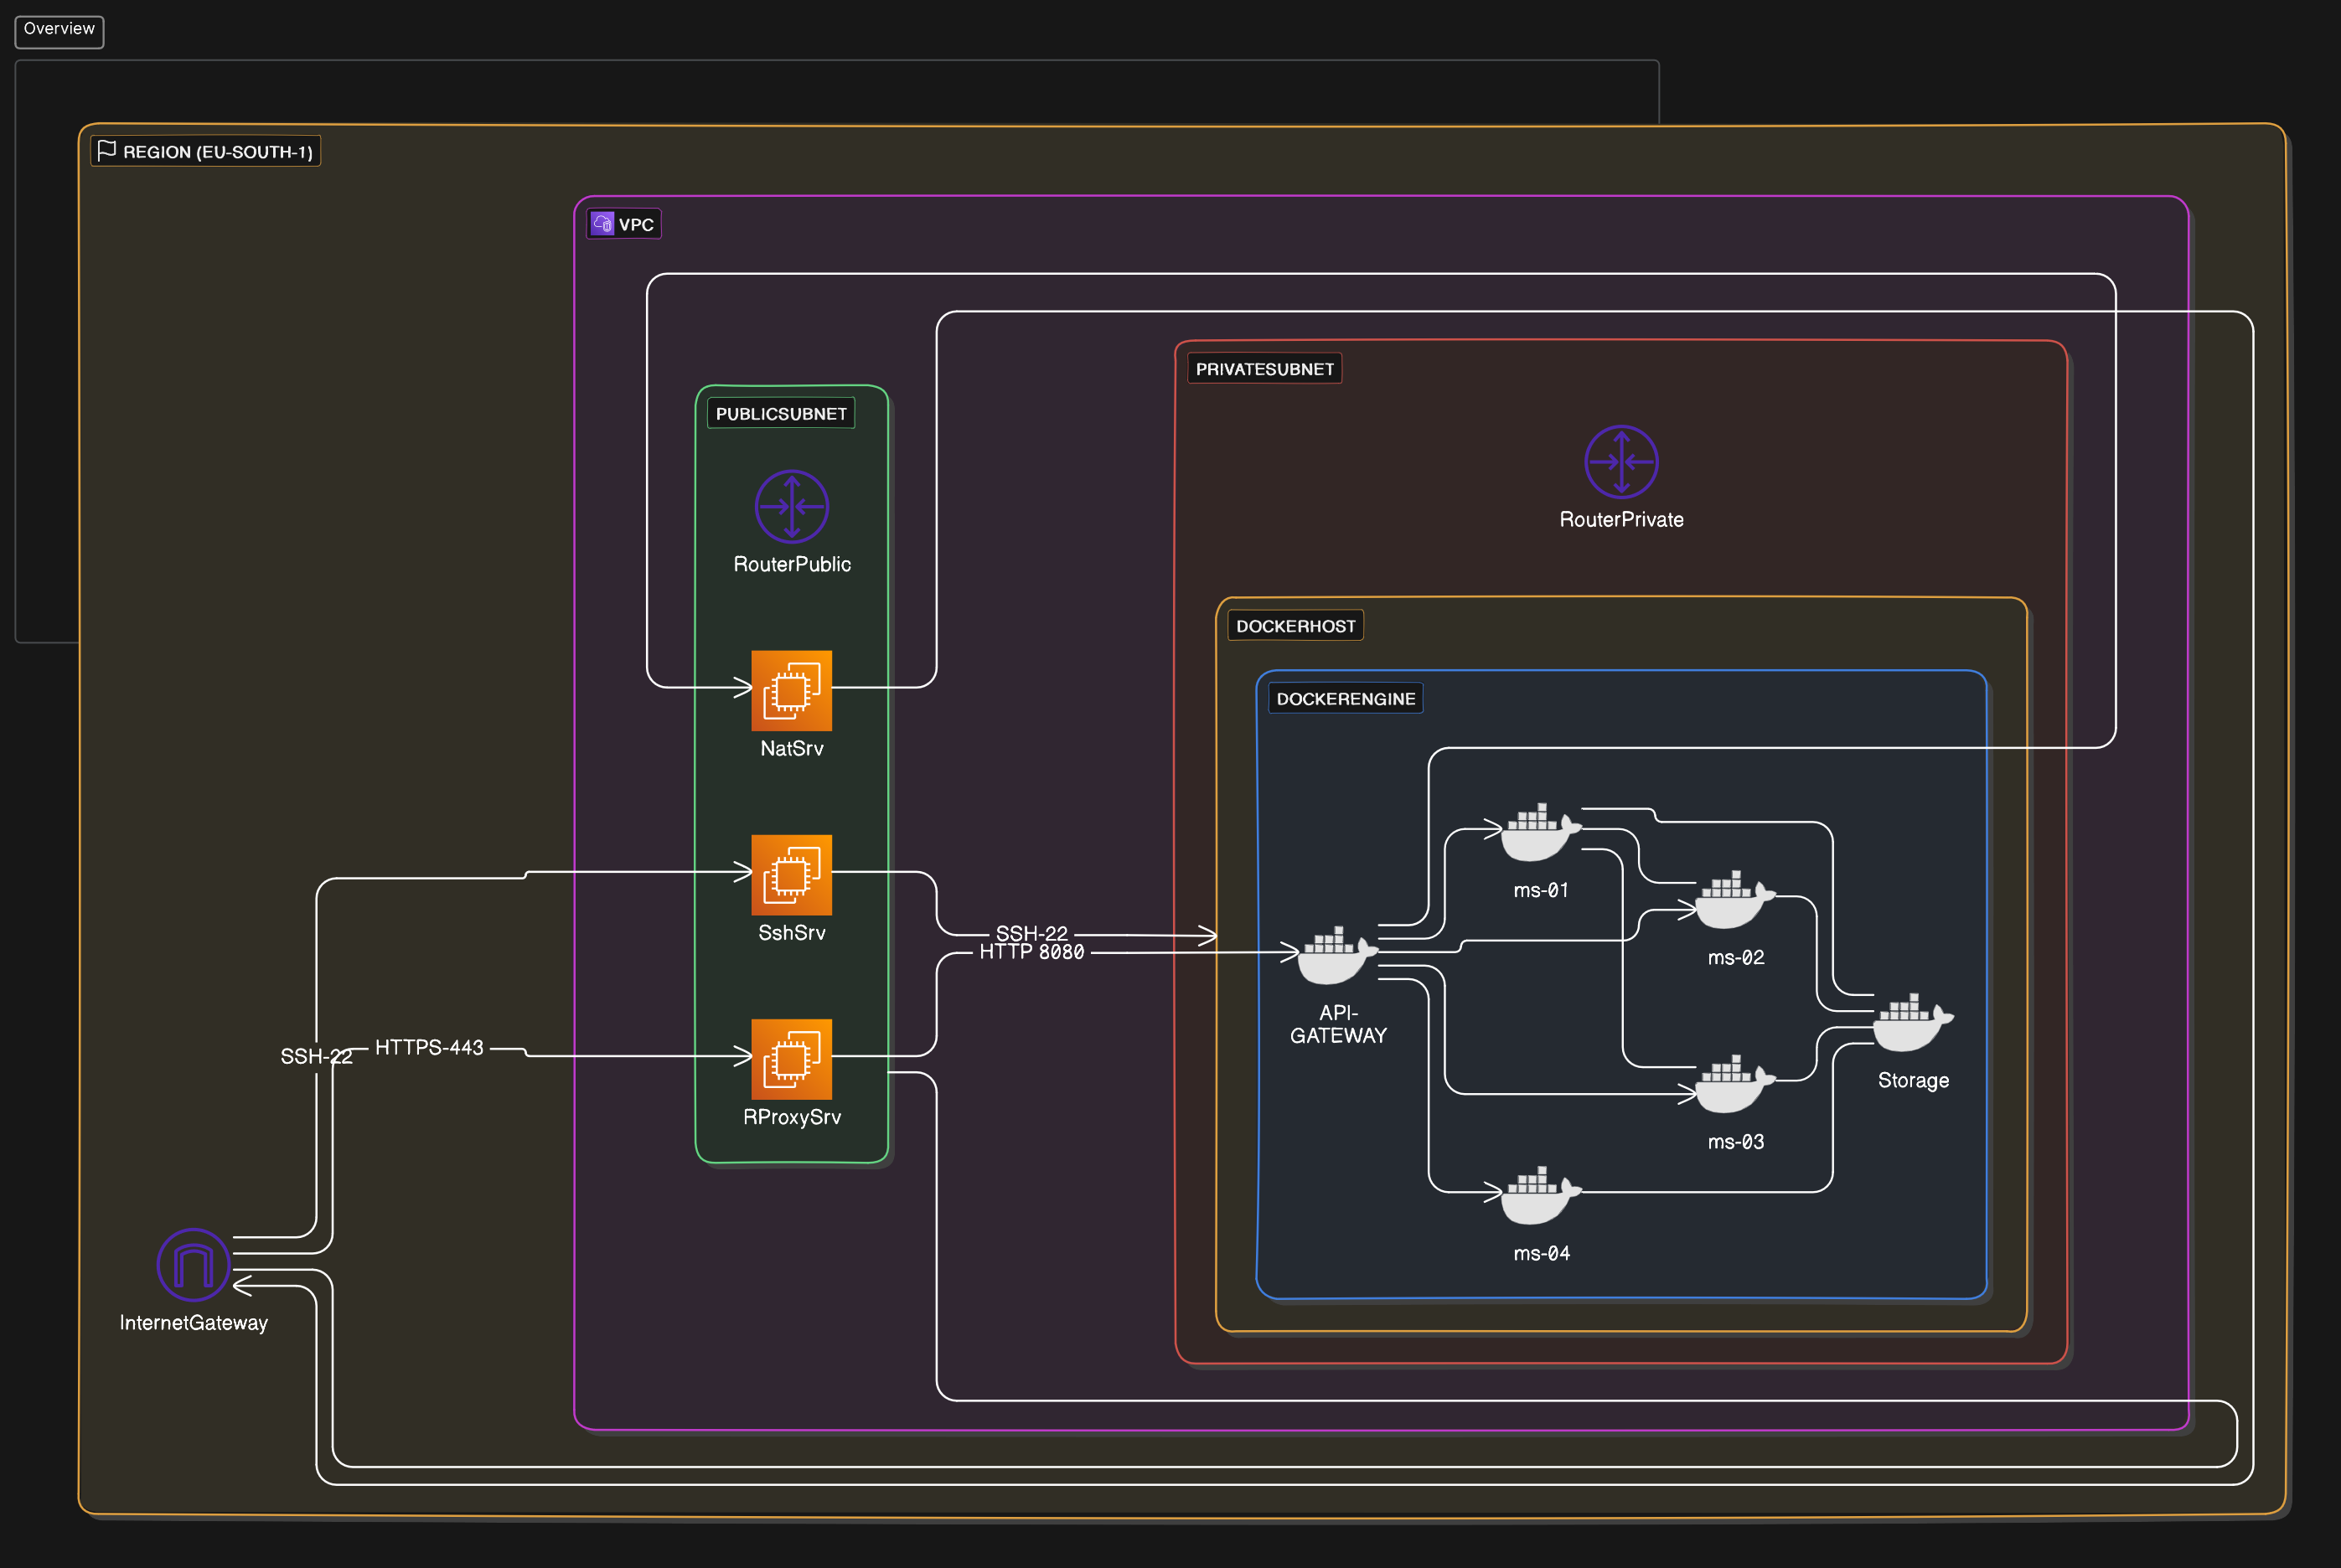 Overview
REGION (EU-SOUTH-1)
VPC
PRIVATESUBNET
PUBLICSUBNET
RouterPrivate
RouterPublic
DOCKERHOST
DOCKERENGINE
NatSrv
ms-01
SshSrv
SSH-22
HTTP 8080
ms-02
API-
GATEWAY
HTTPS-443
SSH-22
Storage
RProxySrv
ms-03
ms-04
InternetGateway